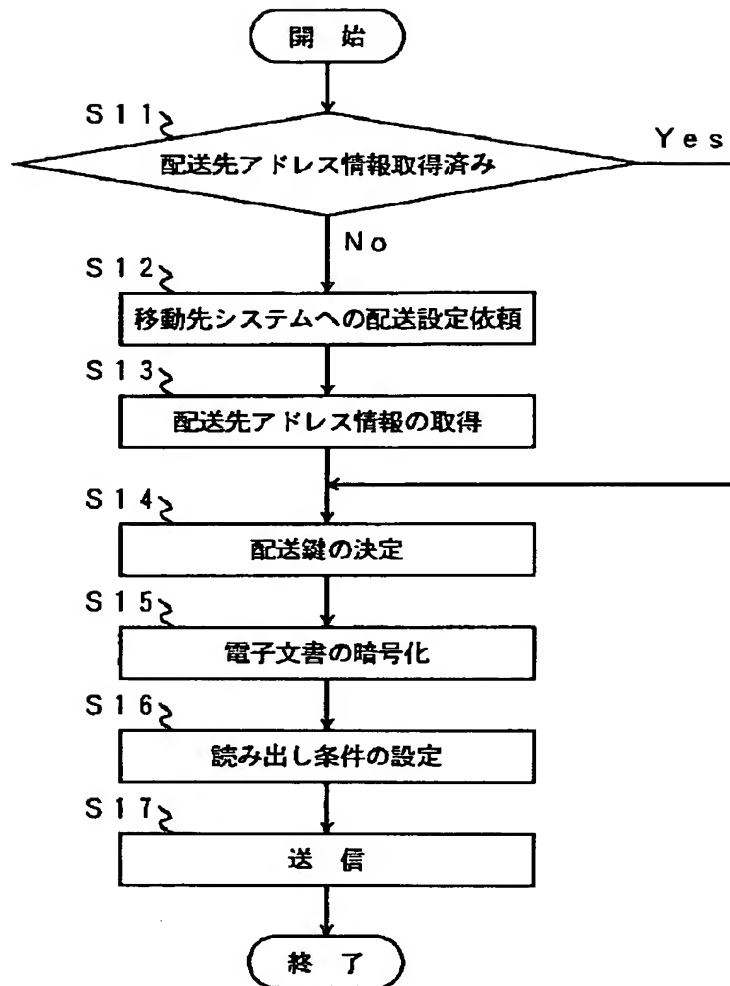 開 始
S11
配送先アドレス情報取得済み
Yes
No
S12
移動先システムへの配送設定依頼
S13
配送先アドレス情報の取得
S14
配送鍵の決定
S15
電子文書の暗号化
S16
読み出し条件の設定
S17
送 信
終 了